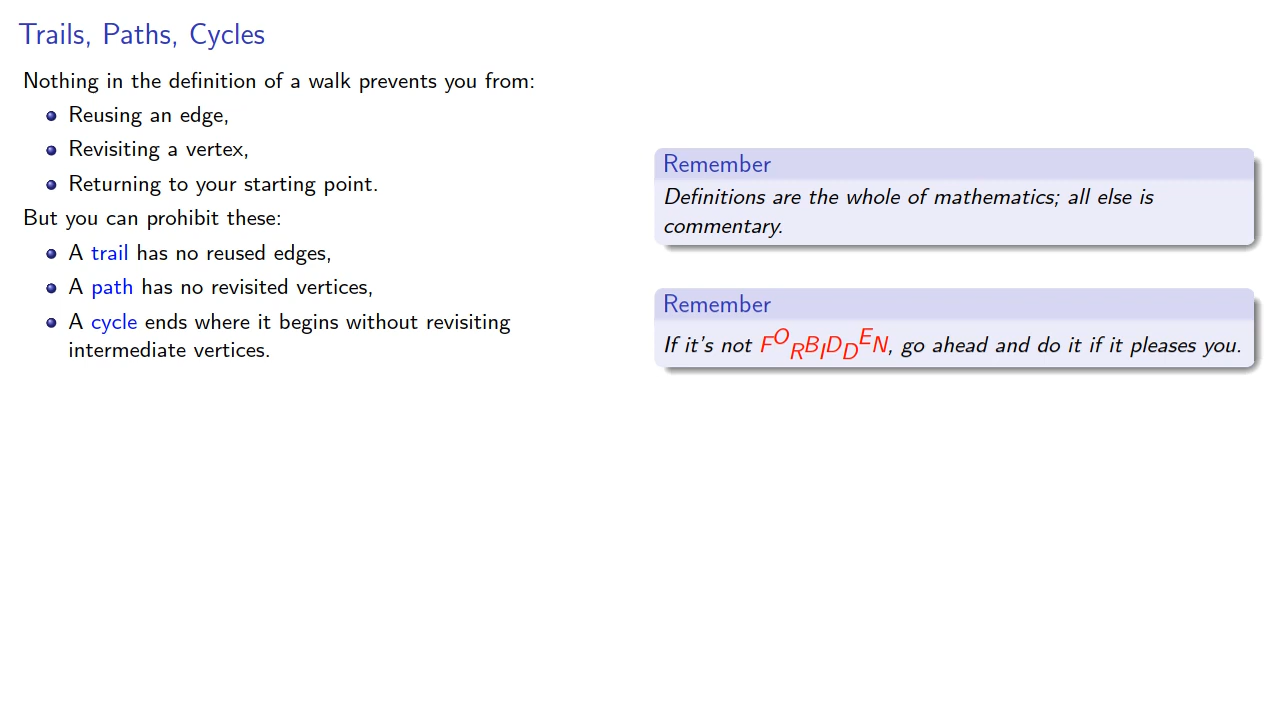 Trails, Paths, Cycles
Nothing in the definition of a walk prevents you from:
Reusing an edge,
Revisiting a vertex,
Returning to your starting point.
But you can prohibit these:
A trail has no reused edges,
A path has no revisited vertices,
A cycle ends where it begins without revisiting
intermediate vertices.
Remember
Definitions are the whole of mathematics; all else is
commentary.
Remember
If it's not FORBIDDEN, go ahead and do it if it pleases you.